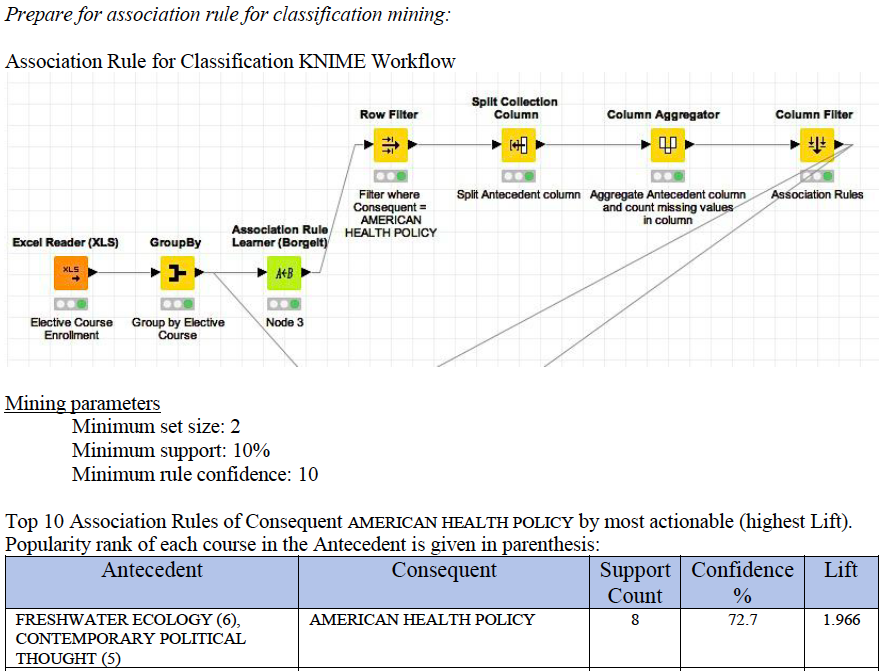 Prepare for association rule for classification mining:
Association Rule for Classification KNIME Workflow
Row Filter
Split Collection
Column
Column Aggregator
Column Filter
Filter where
Consequent =
AMERICAN
HEALTH POLICY
Split Antecedent column
Aggregate Antecedent column
and count missing values
in column
Association Rules
Excel Reader (XLS)
GroupBy
Association Rule
Learner (Borgelt)
XLS
A+B
Elective Course
Enrollment
Group by Elective
Course
Node 3
Mining parameters
Minimum set size: 2
Minimum support: 10%
Minimum rule confidence: 10
Top 10 Association Rules of Consequent AMERICAN HEALTH POLICY by most actionable (highest Lift).
Popularity rank of each course in the Antecedent is given in parenthesis:
Antecedent
Consequent
Support
Count
Confidence
%
Lift
FRESHWATER ECOLOGY (6),
CONTEMPORARY POLITICAL
THOUGHT (5)
AMERICAN HEALTH POLICY
8
72.7
1.966